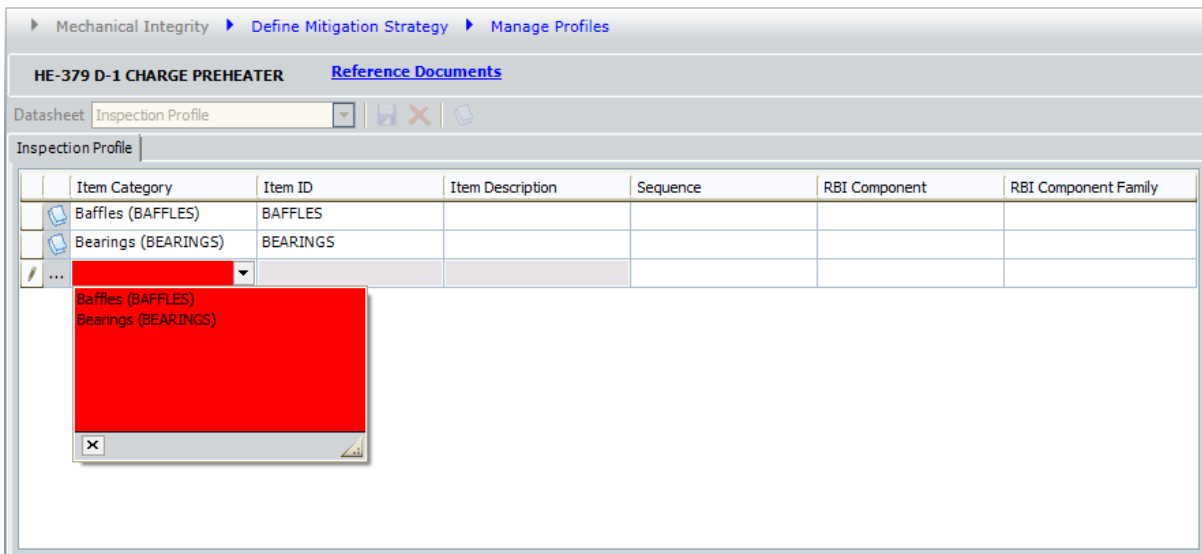 Mechanical Integrity Define Mitigation Strategy Manage Profiles
HE-379 D-1 CHARGE PREHEATER Reference Documents
Datasheet Inspection Profile
Inspection Profile
Item Category Item ID Item Description Sequence RBI Component RBI Component Family
Baffles (BAFFLES) BAFFLES
Bearings (BEARINGS) BEARINGS
...
Baffles (BAFFLES)
Bearings (BEARINGS)